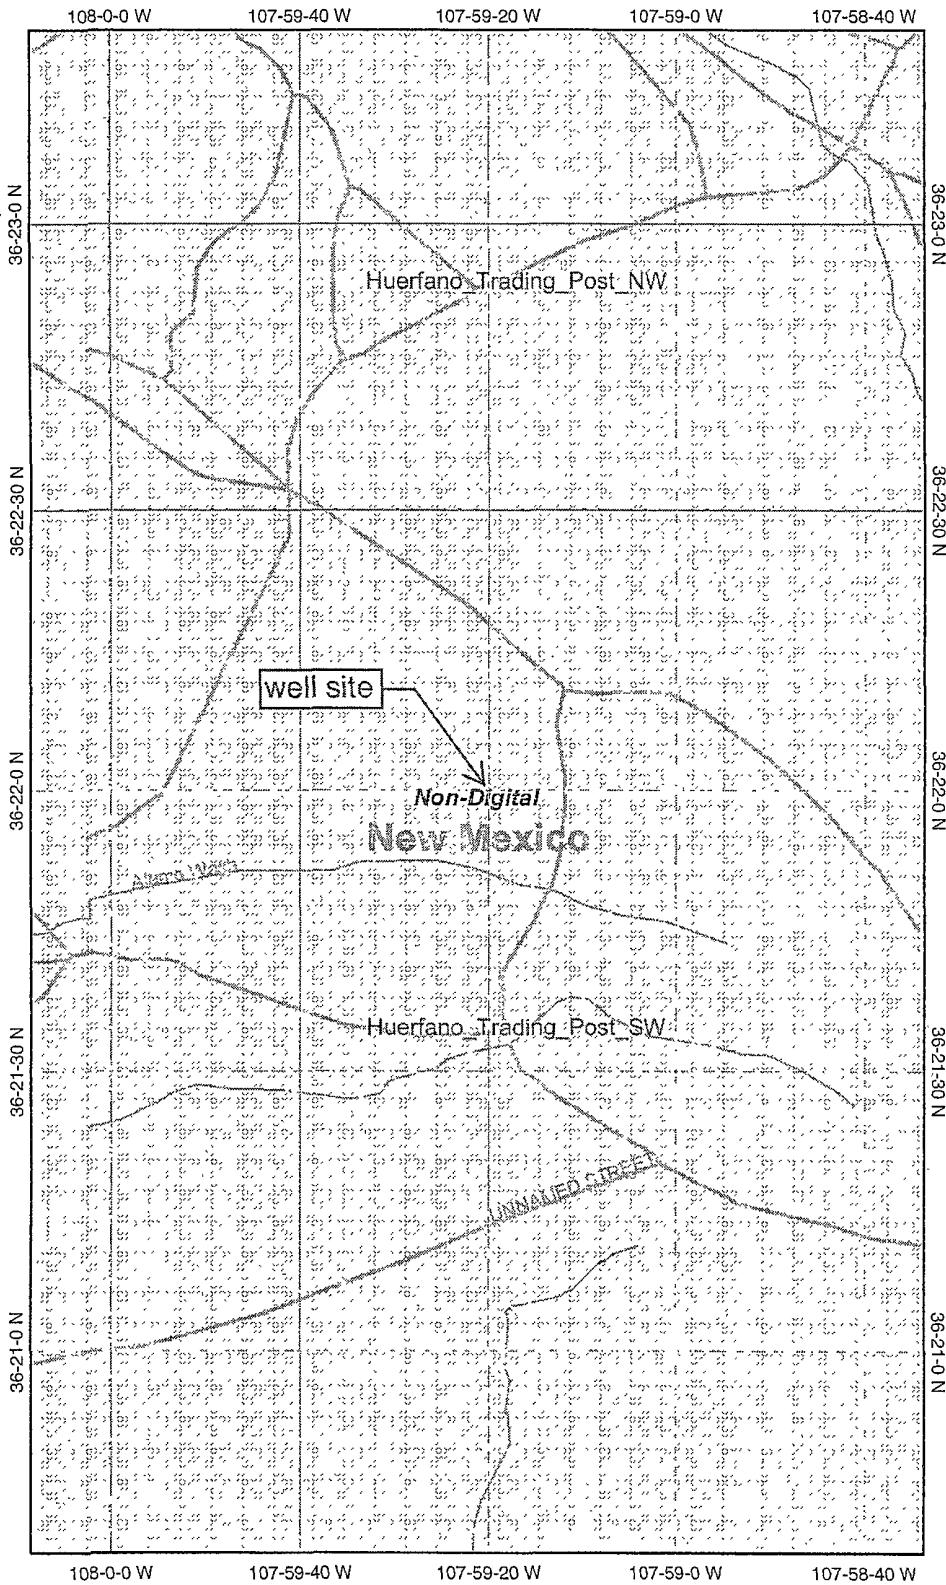 108-0-0 W 107-59-40 W 107-59-20 W 107-59-0 W 107-58-40 W
36-23-0 N 36-23-0 N
Huerfano_Trading_Post_NW
36-22-30 N 36-22-30 N
well site
36-22-0 N 36-22-0 N
Non-Digital
New Mexico
Huerfano_Trading_Post_SW
36-21-30 N 36-21-30 N
UNNAMED STREET
36-21-0 N 36-21-0 N
108-0-0 W 107-59-40 W 107-59-20 W 107-59-0 W 107-58-40 W